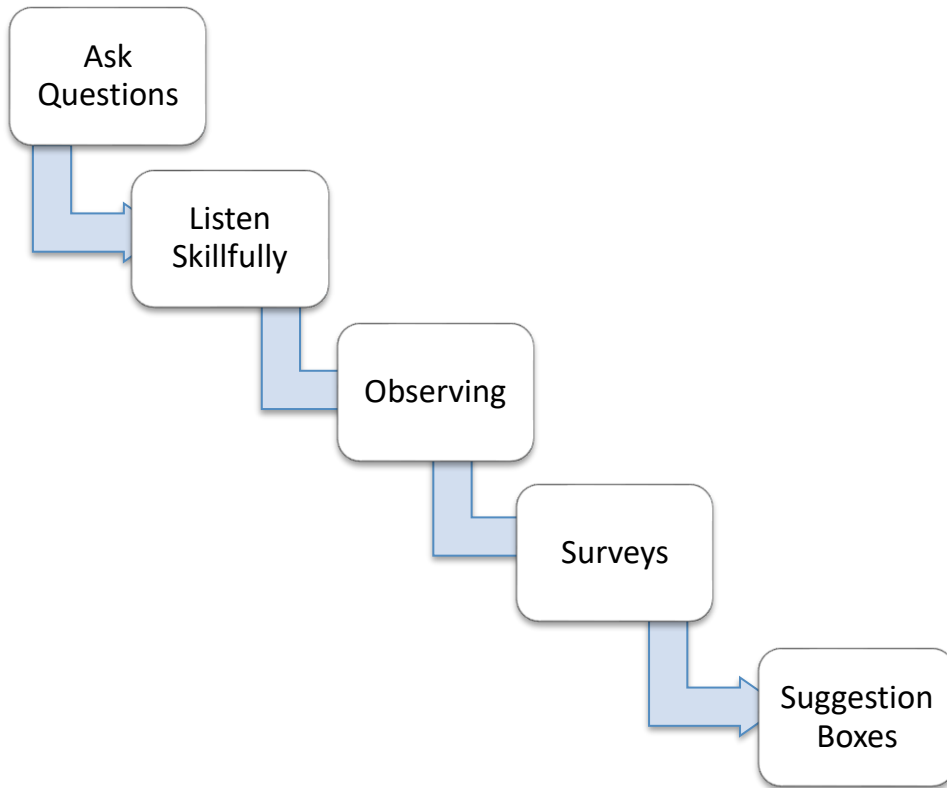 Ask
Questions
Listen
Skillfully
Observing
Surveys
Suggestion
Boxes